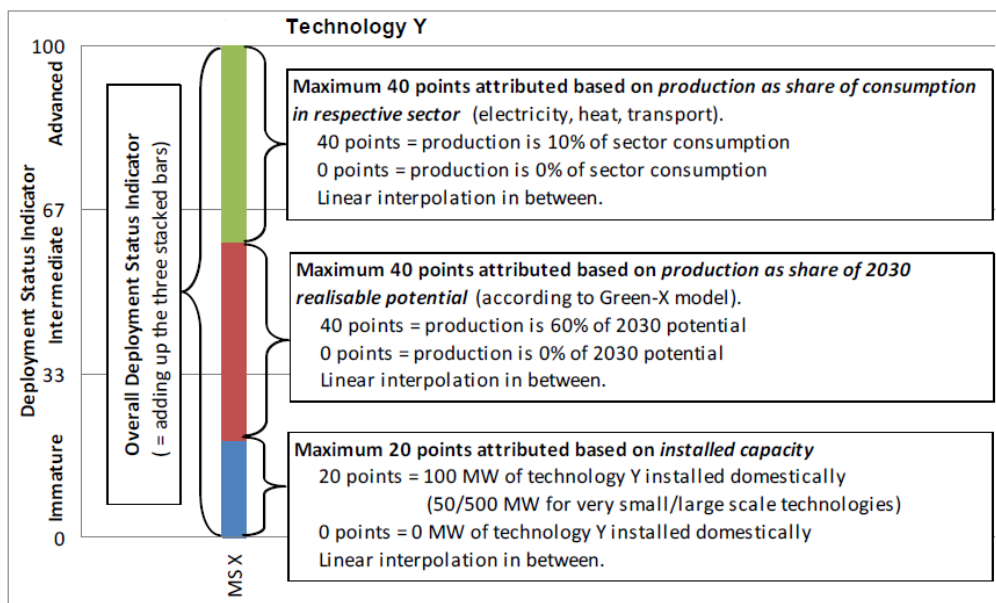 Technology Y
100
67
33
0
Advanced
Intermediate
Immature
Deployment Status Indicator
Overall Deployment Status Indicator
( = adding up the three stacked bars)
MS X
Maximum 40 points attributed based on production as share of consumption
in respective sector (electricity, heat, transport).
40 points = production is 10% of sector consumption
0 points = production is 0% of sector consumption
Linear interpolation in between.
Maximum 40 points attributed based on production as share of 2030
realisable potential (according to Green-X model).
40 points = production is 60% of 2030 potential
0 points = production is 0% of 2030 potential
Linear interpolation in between.
Maximum 20 points attributed based on installed capacity
20 points = 100 MW of technology Y installed domestically
(50/500 MW for very small/large scale technologies)
0 points = 0 MW of technology Y installed domestically
Linear interpolation in between.